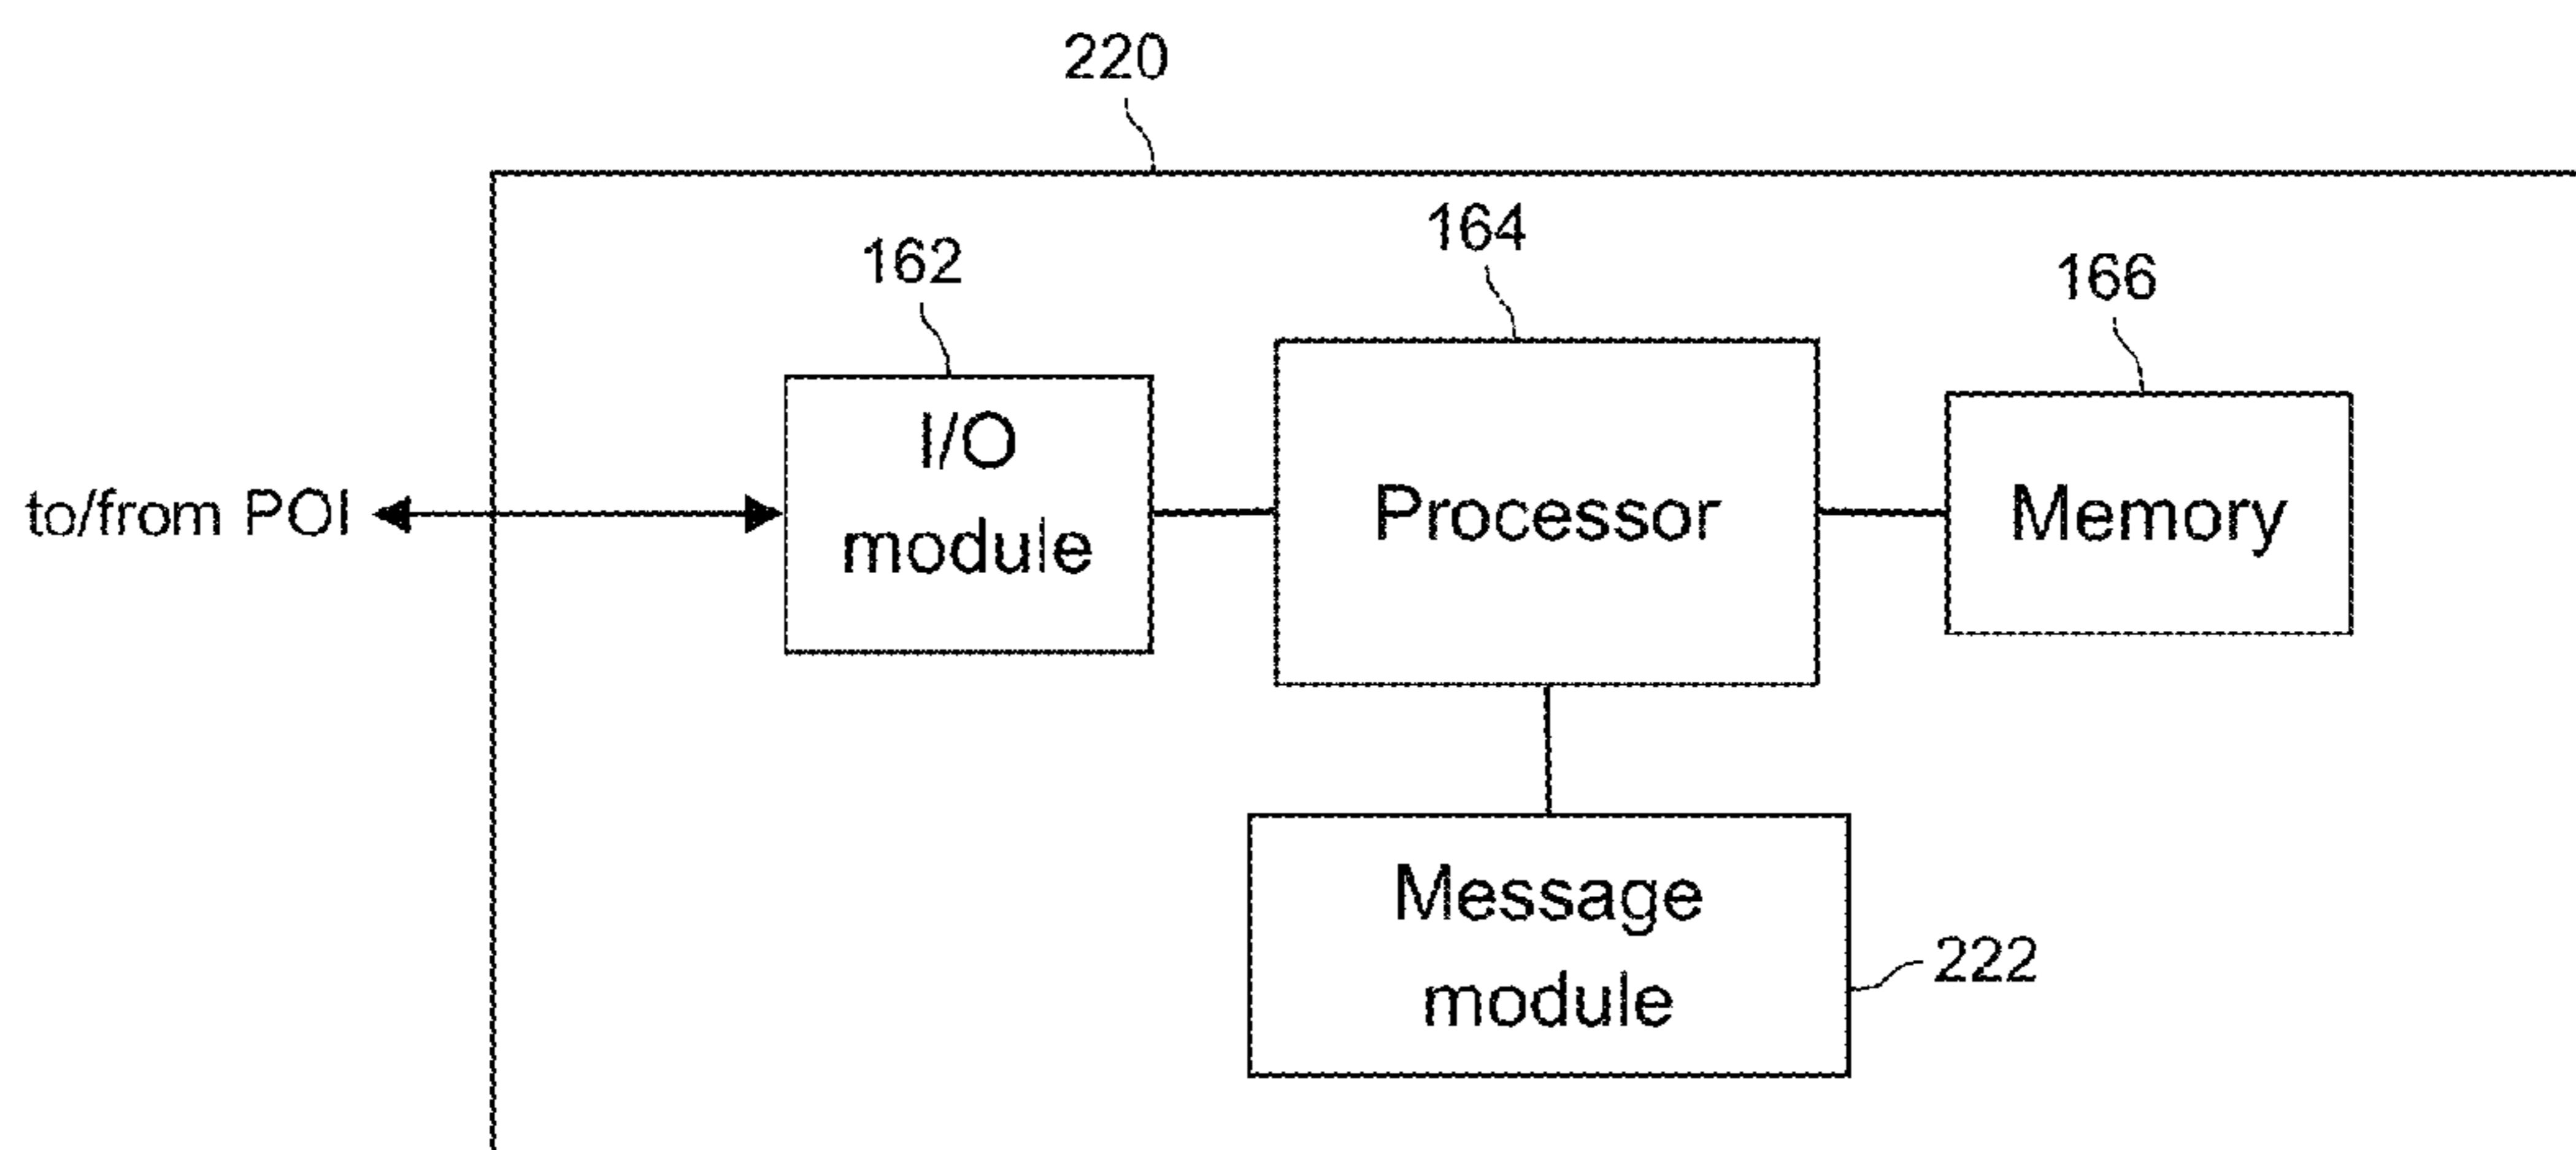 220
162
164
166
I/O
module
Processor
Memory
to/from POI
Message
module
222